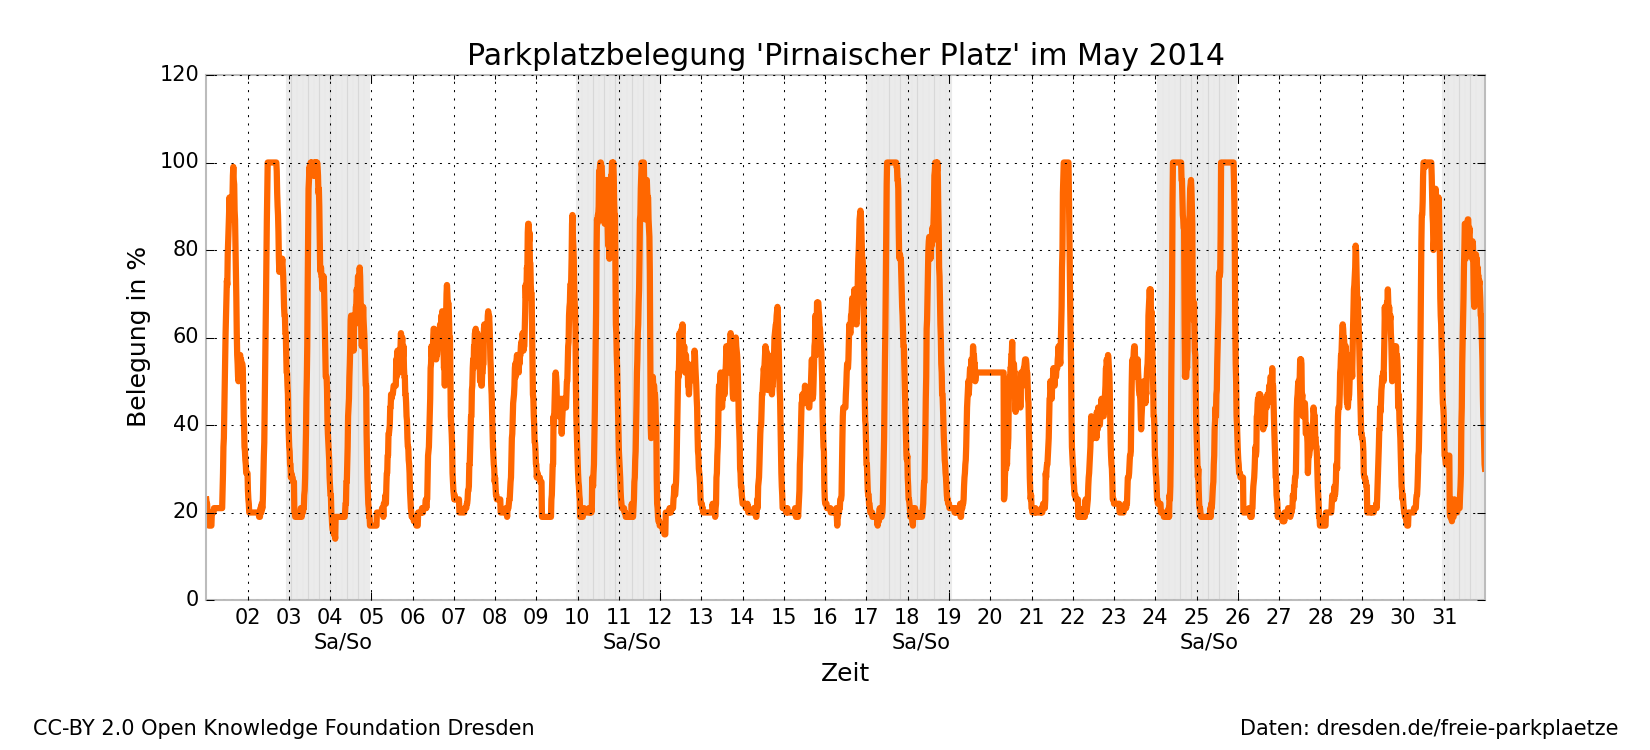 Parkplatzbelegung 'Pirnaischer Platz' im May 2014
120
100
80
60
40
20
0
Belegung in %
02 03 04 05 06 07 08 09 10 11 12 13 14 15 16 17 18 19 20 21 22 23 24 25 26 27 28 29 30 31
Sa/So Sa/So Sa/So Sa/So
Zeit
CC-BY 2.0 Open Knowledge Foundation Dresden
Daten: dresden.de/freie-parkplaetze